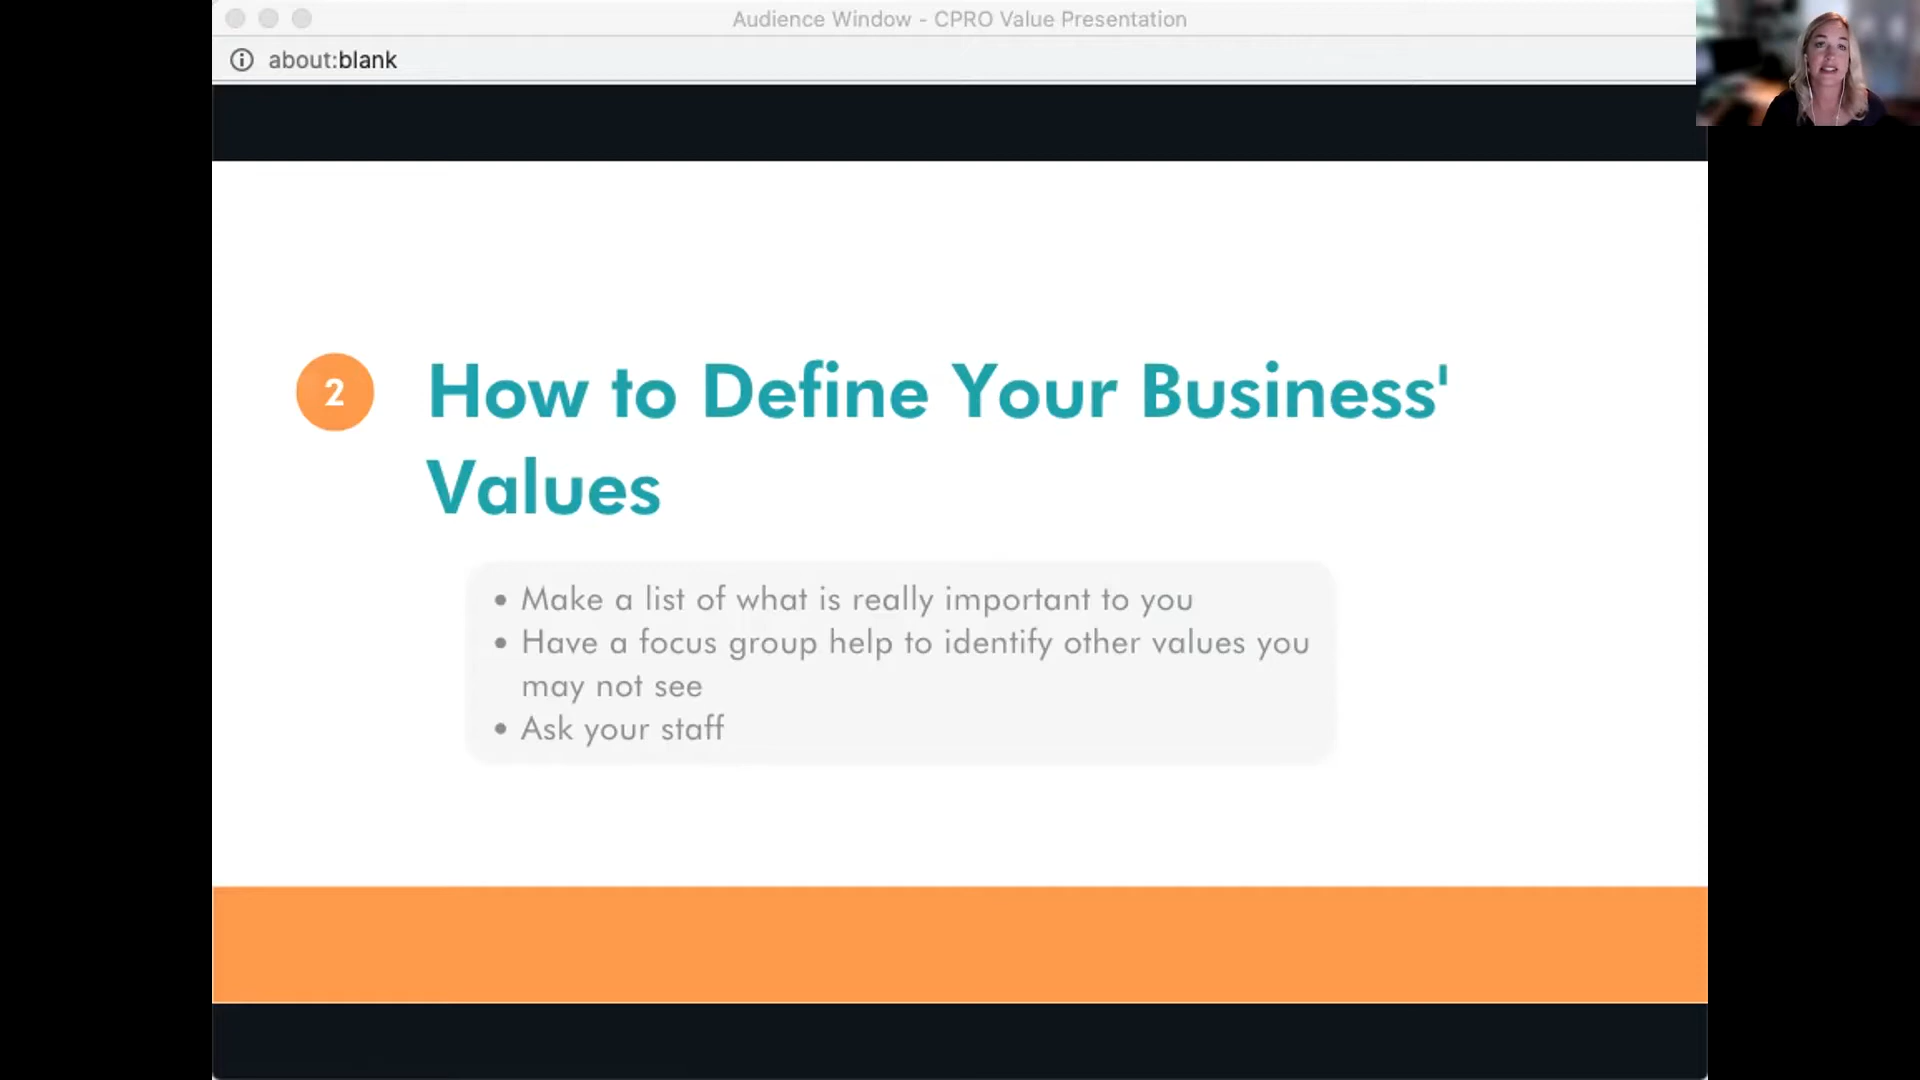 Audience Window - CPRO Value Presentation
about:blank
2
How to Define Your Business'
Values
• Make a list of what is really important to you
• Have a focus group help to identify other values you
may not see
• Ask your staff